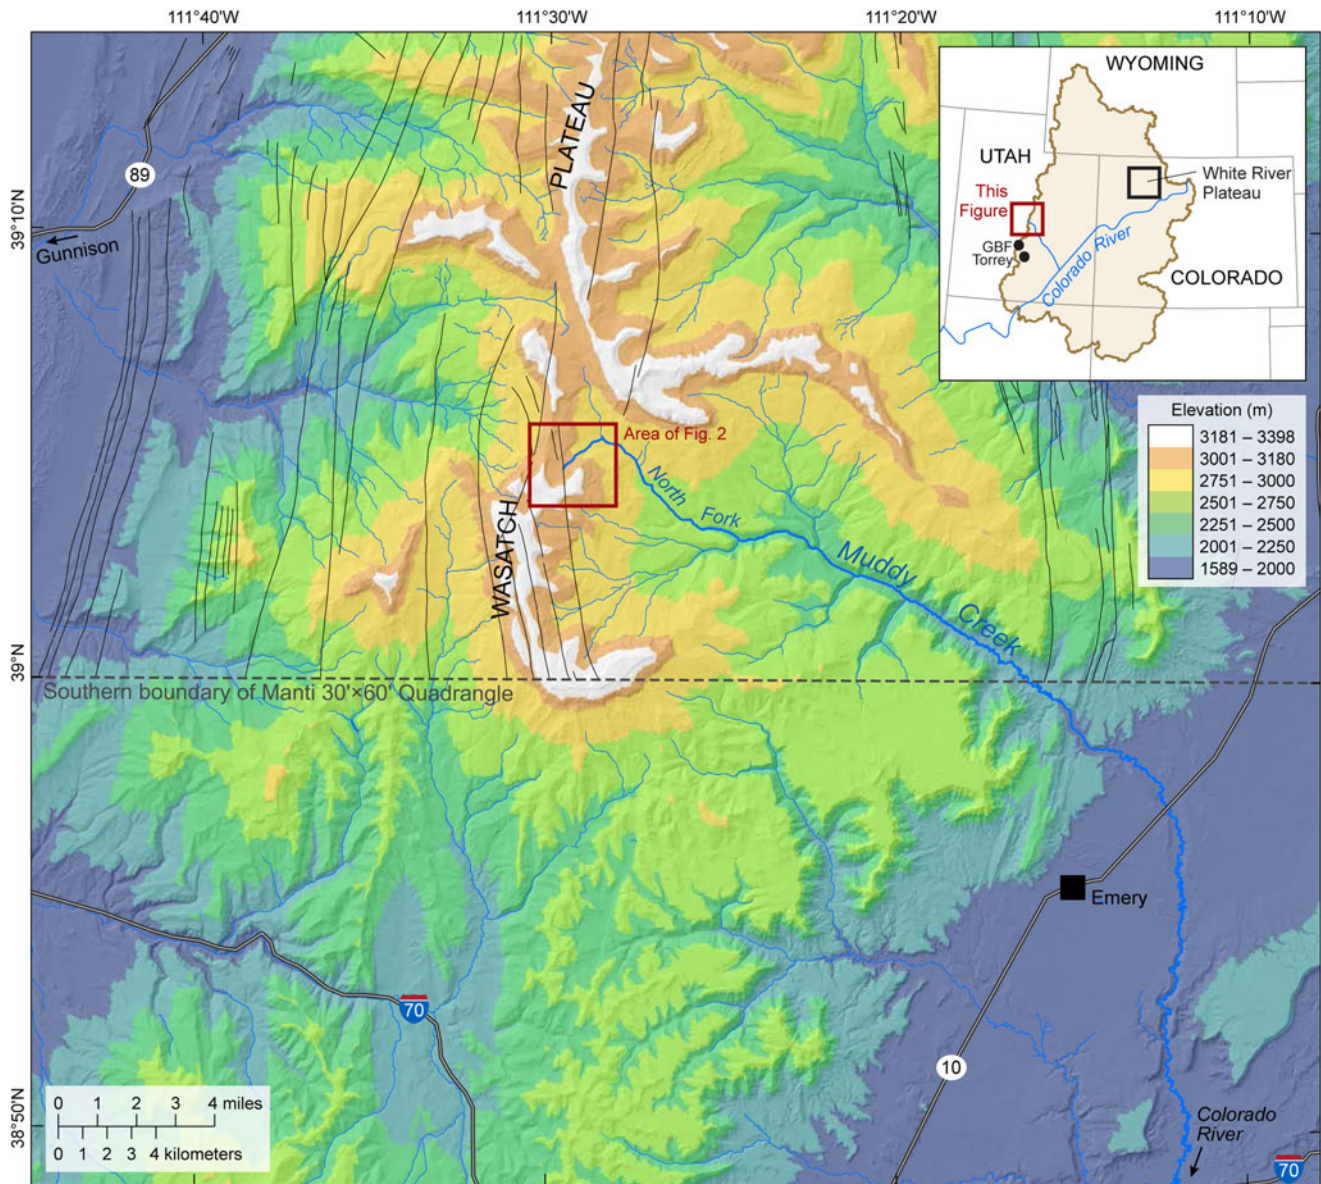 111°40'W
111°30'W
111°20'W
111°10'W
39°10'N
39°N
38°50'N
89
Gunnison
PLATEAU
WASATCH
Area of Fig. 2
North
Fork
Muddy
Creek
Southern boundary of Manti 30'×60' Quadrangle
Emery
70
10
Colorado
River
70
0 1 2 3 4 miles
0 1 2 3 4 kilometers
WYOMING
UTAH
White River
Plateau
This
Figure
GBF
Torrey
Colorado River
COLORADO
Elevation (m)
3181 – 3398
3001 – 3180
2751 – 3000
2501 – 2750
2251 – 2500
2001 – 2250
1589 – 2000